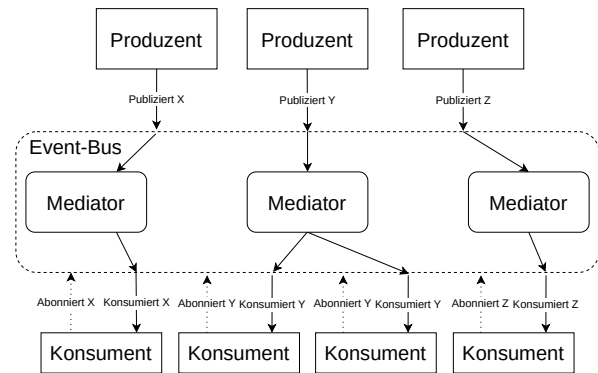 Produzent
Produzent
Produzent
Publiziert X
Publiziert Y
Publiziert Z
Event-Bus
Mediator
Mediator
Mediator
Abonniert X
Konsumiert X
Abonniert Y
Konsumiert Y
Abonniert Y
Konsumiert Y
Abonniert Z
Konsumiert Z
Konsument
Konsument
Konsument
Konsument